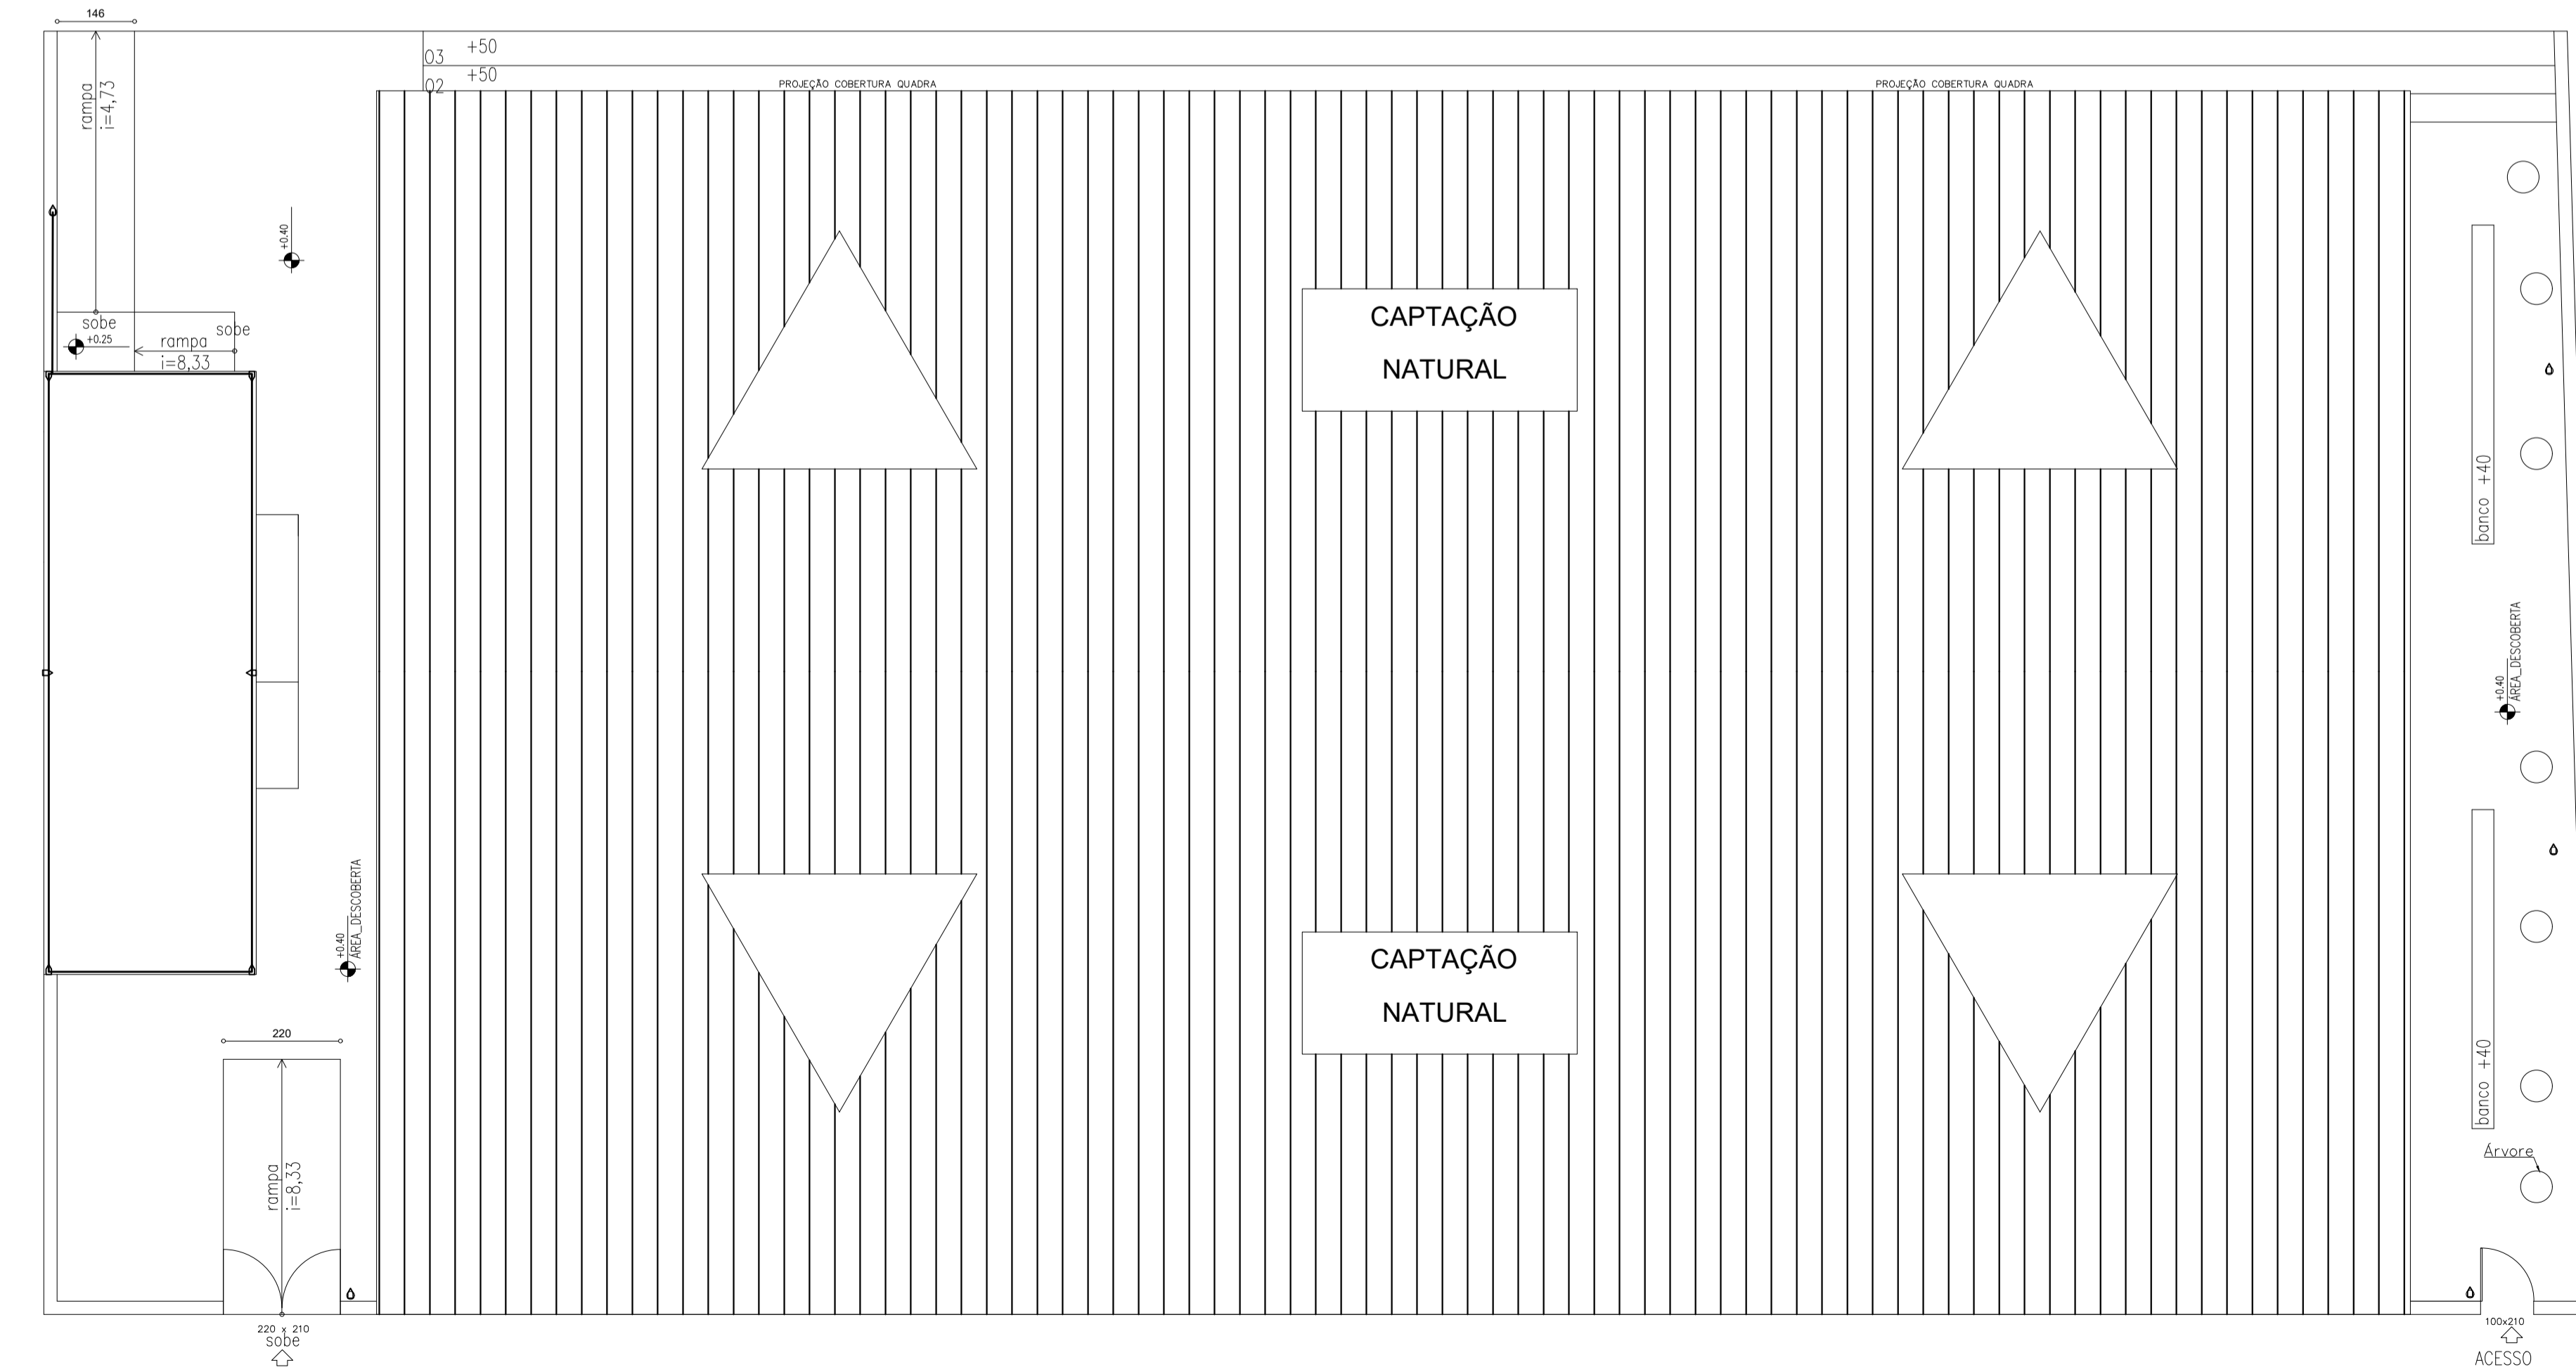 146
+50
03
+50
02
PROJEÇÃO COBERTURA QUADRA
PROJEÇÃO COBERTURA QUADRA
rampa
i=4,73
+0.40
sobe
+0.25
sobe
rampa
i=8,33
CAPTAÇÃO
NATURAL
banco +40
+0.40
ÁREA_DESCOBERTA
+0.40
ÁREA_DESCOBERTA
CAPTAÇÃO
NATURAL
220
rampa
i=8,33
banco +40
Árvore
220 x 210
sobe
100x210
ACESSO